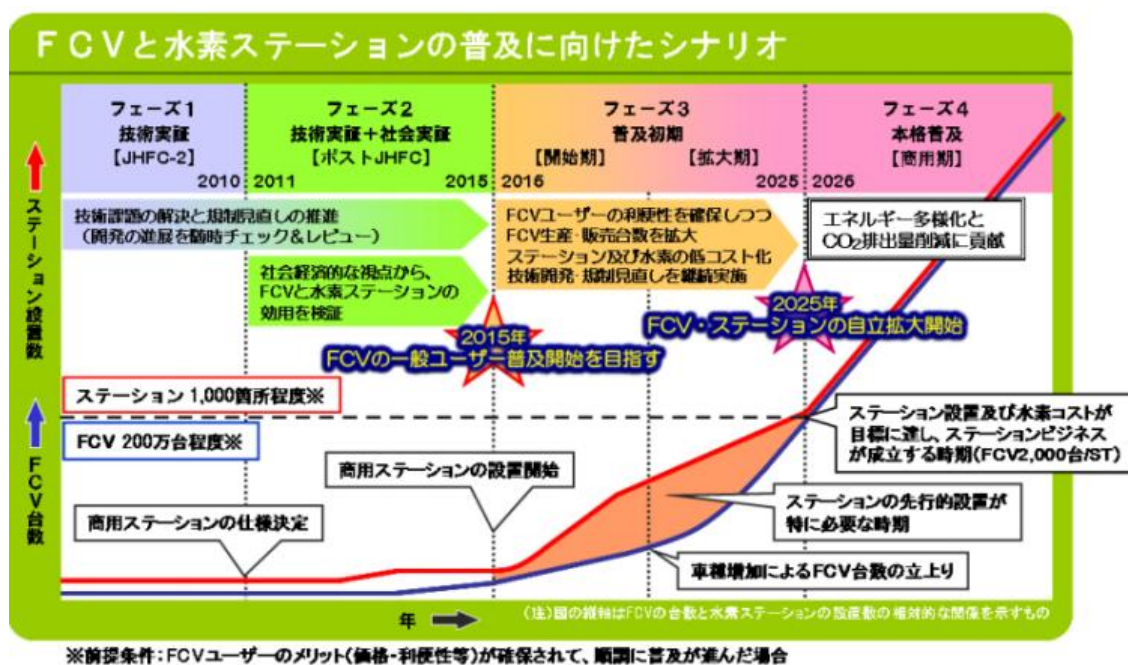 FCVと水素ステーションの普及に向けたシナリオ
フェーズ1
技術実証
【JHFC-2】
2010
フェーズ2
技術実証+社会実証
【ポストJHFC】
2011
2015
フェーズ3
普及初期
【開始期】
【拡大期】
2016
2025
フェーズ4
本格普及
【商用期】
2026
ステーション設置数
FCV台数
技術課題の解決と規制見直しの推進
(開発の進展を随時チェック&レビュー)
社会経済的な視点から、
FCVと水素ステーションの
効用を検証
FCVユーザーの利便性を確保しつつ
FCV生産・販売台数を拡大
ステーション及び水素の低コスト化
技術開発・規制見直しを継続実施
エネルギー多様化と
CO2排出量削減に貢献
2015年
FCVの一般ユーザー普及開始を目指す
2025年
FCV・ステーションの自立拡大開始
ステーション 1,000箇所程度※
FCV 200万台程度※
商用ステーションの仕様決定
商用ステーションの設置開始
ステーション設置及び水素コストが
目標に達し、ステーションビジネス
が成立する時期(FCV2,000台/ST)
ステーションの先行的設置が
特に必要な時期
車種増加によるFCV台数の立上り
年
(注)図の縦軸はFCVの台数と水素ステーションの設置数の相対的な関係を示すもの
※前提条件:FCVユーザーのメリット(価格・利便性等)が確保されて、順調に普及が進んだ場合